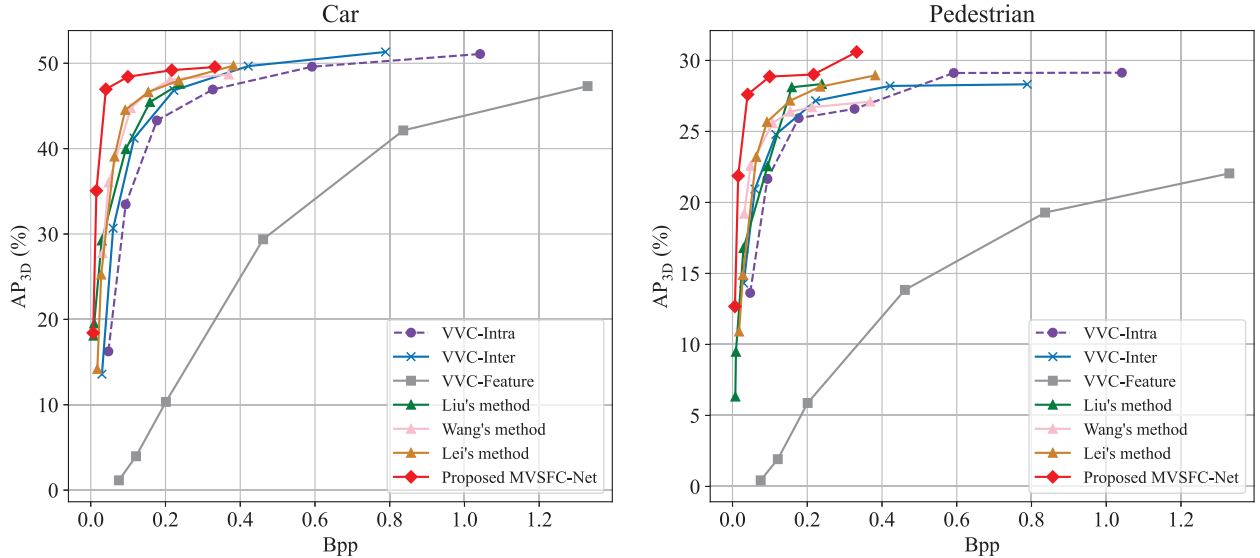 Car
AP3D (%)
50
40
30
20
10
0
VVC-Intra
VVC-Inter
VVC-Feature
Liu's method
Wang's method
Lei's method
Proposed MVSFC-Net
0.0 0.2 0.4 0.6 0.8 1.0 1.2
Bpp
Pedestrian
AP3D (%)
30
25
20
15
10
5
0
VVC-Intra
VVC-Inter
VVC-Feature
Liu's method
Wang's method
Lei's method
Proposed MVSFC-Net
0.0 0.2 0.4 0.6 0.8 1.0 1.2
Bpp